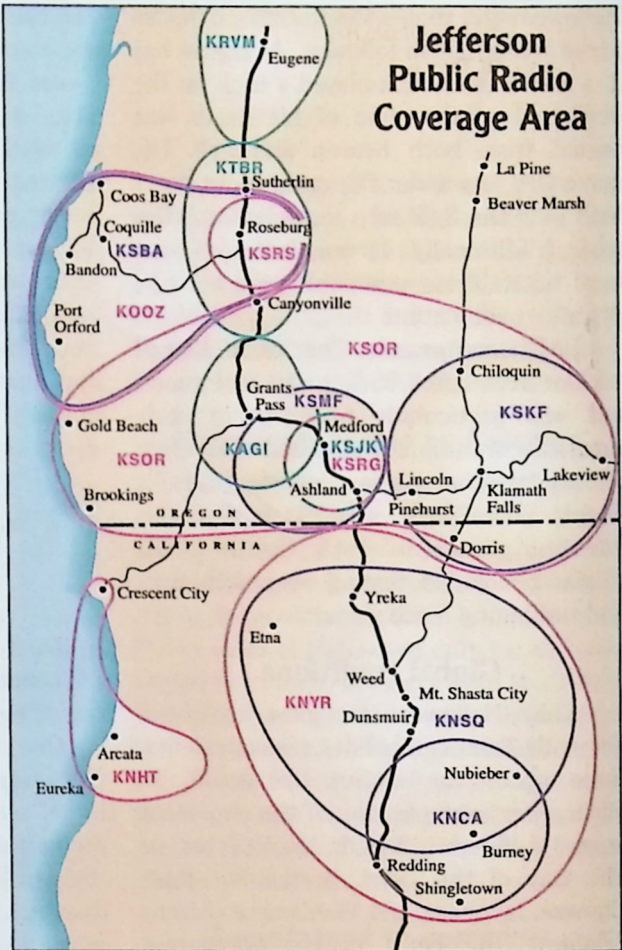 Jefferson
Public Radio
Coverage Area
KRVM
Eugene
KTBR
Sutherlin
La Pine
Beaver Marsh
Coos Bay
Coquille
KSBA
Bandon
Roseburg
KSRS
KOOZ
Canyonville
Port
Orford
KSOR
Chiloquin
Grants
Pass
KSMF
KSKF
Gold Beach
Medford
KAGI
KSJK
KSRG
KSOR
Ashland
Lincoln
Pinehurst
Klamath
Falls
Lakeview
Brookings
OREGON
CALIFORNIA
Dorris
Crescent City
Yreka
Etna
Weed
Mt. Shasta City
KNYR
Dunsmuir
KNSQ
Arcata
Eureka
KNHT
Nubieber
KNCA
Burney
Redding
Shingletown